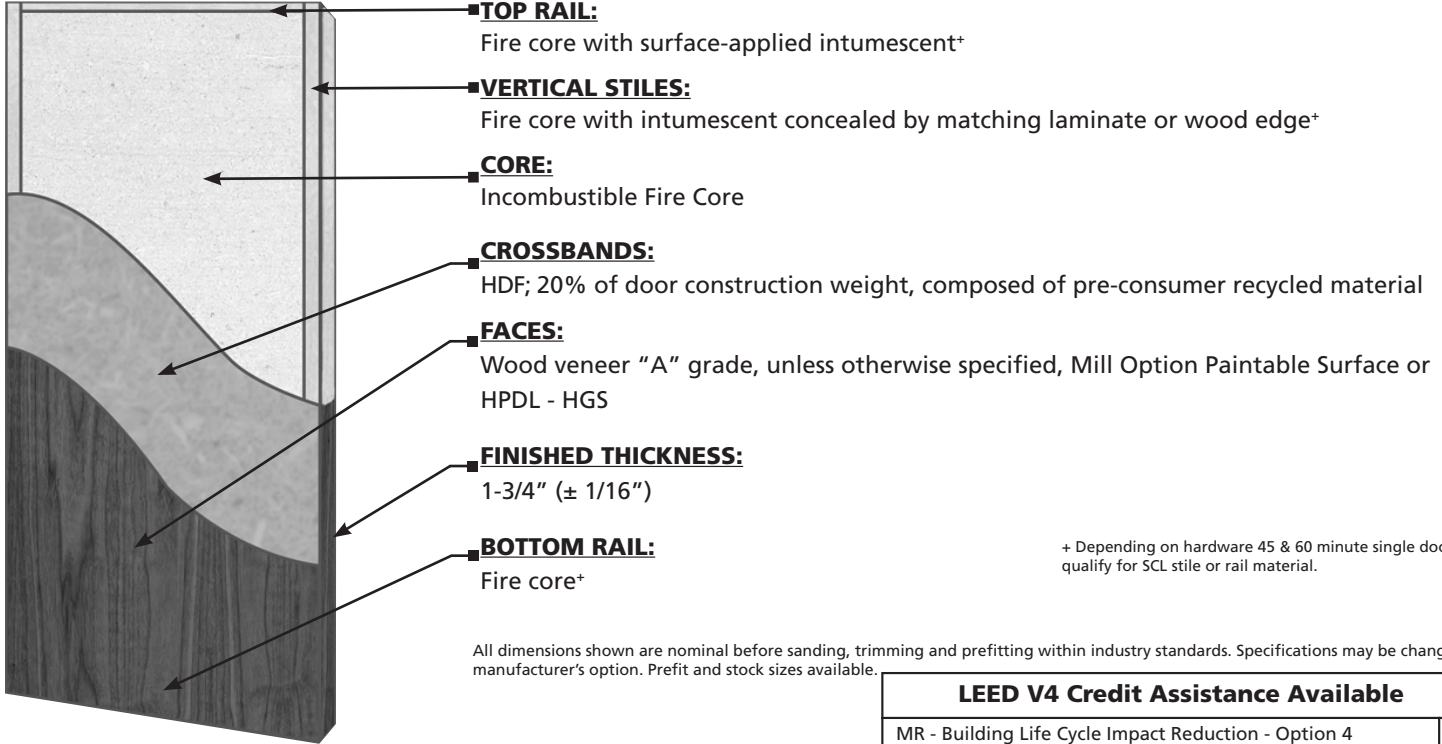 TOP RAIL:
Fire core with surface-applied intumescent+
VERTICAL STILES:
Fire core with intumescent concealed by matching laminate or wood edge+
CORE:
Incombustible Fire Core
CROSSBANDS:
HDF; 20% of door construction weight, composed of pre-consumer recycled material
FACES:
Wood veneer “A” grade, unless otherwise specified, Mill Option Paintable Surface or
HPDL - HGS
FINISHED THICKNESS:
1-3/4” (± 1/16”)
BOTTOM RAIL:
Fire core+
+ Depending on hardware 45 & 60 minute single
qualify for SCL stile or rail material.
All dimensions shown are nominal before sanding, trimming and prefitting within industry standards. Specifications may be
manufacturer’s option. Prefit and stock sizes available.
LEED V4 Credit Assistance Available
MR - Building Life Cycle Impact Reduction - Option 4